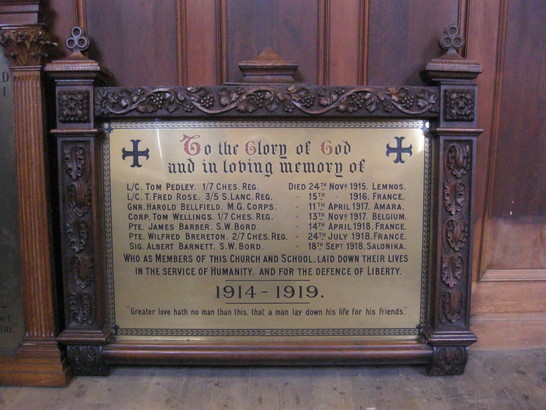 To the Glory of God
and in loving memory of
L/C. Tom Pedley. 1/7 Ches. Reg. Died 24th Novr 1915. Lemnos.
L/C. T. Fred Rose. 3/5 S. Lanc. Reg. - 15th 1916. France.
Gnr. Harold Bellfield. M.G. Corps. - 11th April 1917. Amara.
Corp. Tom Wellings. 1/7 Ches. Reg. - 13th Novr 1917. Belgium.
Pte. James Barber. S.W. Bord. - 14th April 1918. France.
Pte. Wilfred Brereton. 2/7 Ches. Reg. - 24th July 1918. France.
Sig. Albert Barnett. S.W. Bord. - 18th Sept 1918. Salonika.
Who as Members of this Church and School, laid down their lives
in the service of Humanity, and for the defence of Liberty.
1914 - 1919.
"Greater love hath no man than this, that a man lay down his life for his friends."